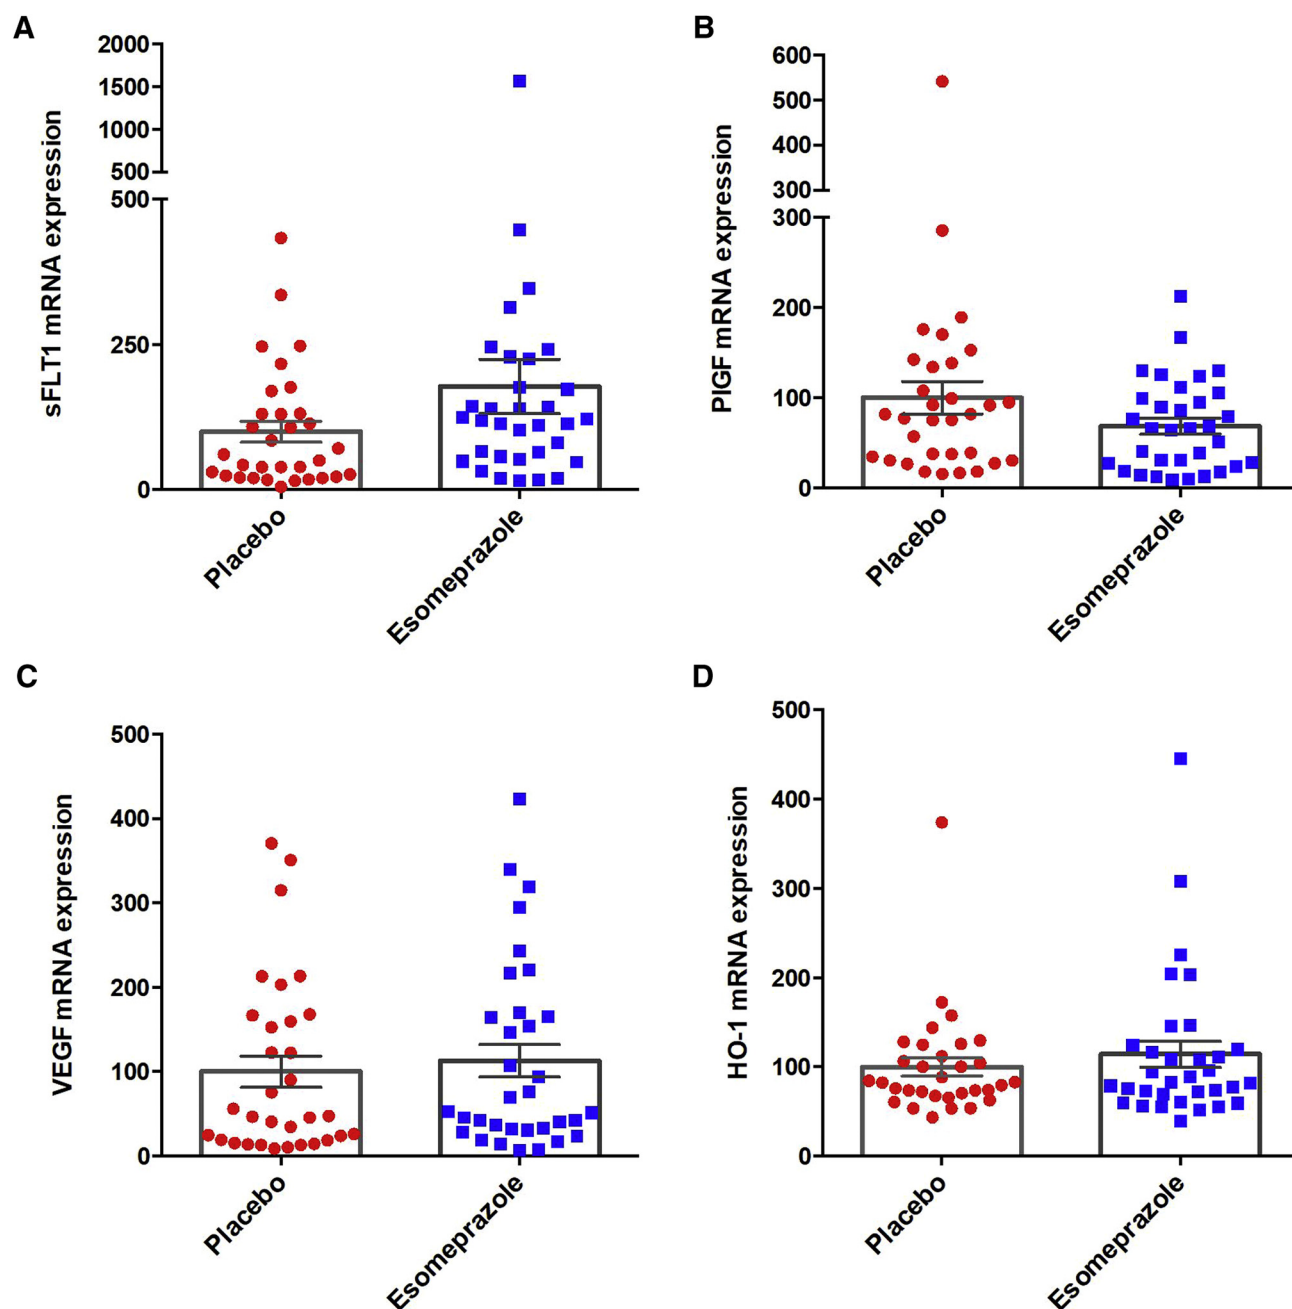 A
sFLT1 mRNA expression
2000
1500
1000
500
500
250
0
Placebo
Esomeprazole
B
PlGF mRNA expression
600
500
400
300
300
200
100
0
Placebo
Esomeprazole
C
VEGF mRNA expression
500
400
300
200
100
0
Placebo
Esomeprazole
D
HO-1 mRNA expression
500
400
300
200
100
0
Placebo
Esomeprazole